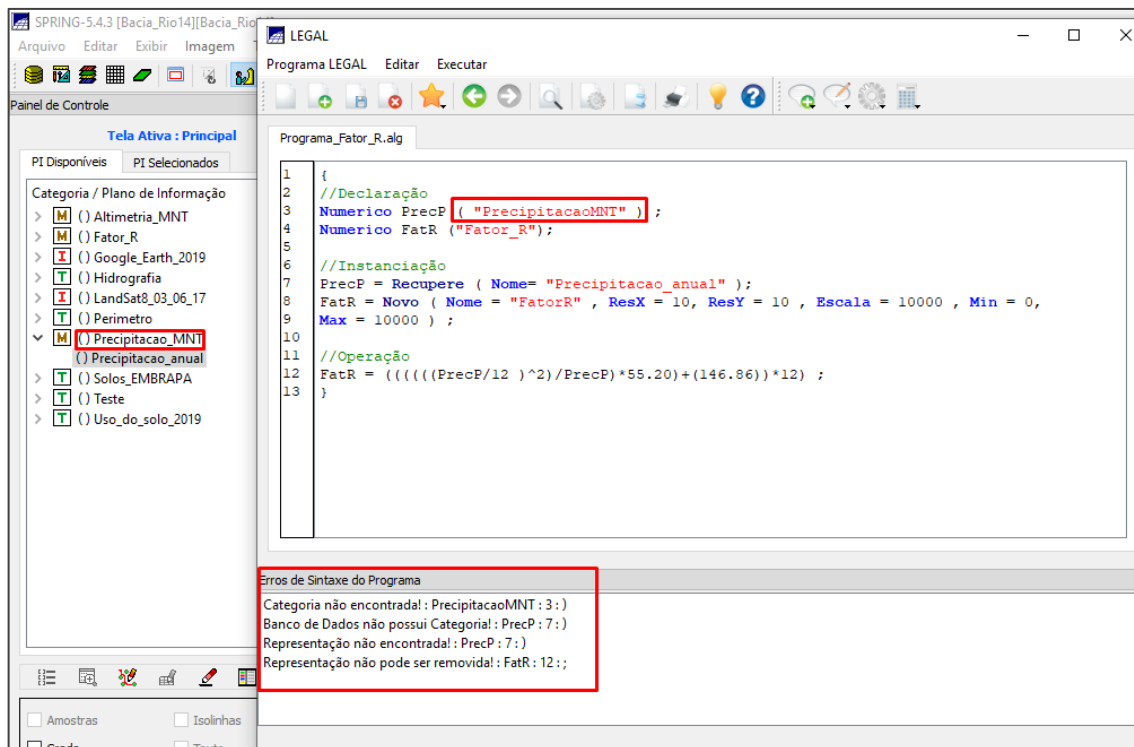 SPRING-5.4.3 [Bacia_Rio14][Bacia_Rio
Arquivo Editar Exibir Imagem
Painel de Controle
Tela Ativa : Principal
PI Disponíveis PI Selecionados
Categoria / Plano de Informação
M () Altimetria_MNT
M () Fator_R
I () Google_Earth_2019
T () Hidrografia
I () LandSat8_03_06_17
T () Perimetro
M () Precipitacao_MNT
() Precipitacao_anual
T () Solos_EMBRAPA
T () Teste
T () Uso_do_solo_2019
Amostras Isolinhas
LEGAL
Programa LEGAL Editar Executar
Programa_Fator_R.alg
1 {
2 //Declaração
3 Numerico PrecP ( "PrecipitacaoMNT" ) ;
4 Numerico FatR ("Fator_R");
5
6 //Instanciação
7 PrecP = Recupere ( Nome= "Precipitacao_anual" );
8 FatR = Novo ( Nome = "FatorR" , ResX = 10, ResY = 10 , Escala = 10000 , Min = 0,
9 Max = 10000 ) ;
10
11 //Operação
12 FatR = ((((((PrecP/12 )^2)/PrecP)*55.20)+(146.86))*12) ;
13 }
Erros de Sintaxe do Programa
Categoria não encontrada! : PrecipitacaoMNT : 3 : )
Banco de Dados não possui Categoria! : PrecP : 7 : )
Representação não encontrada! : PrecP : 7 : )
Representação não pode ser removida! : FatR : 12 : ;